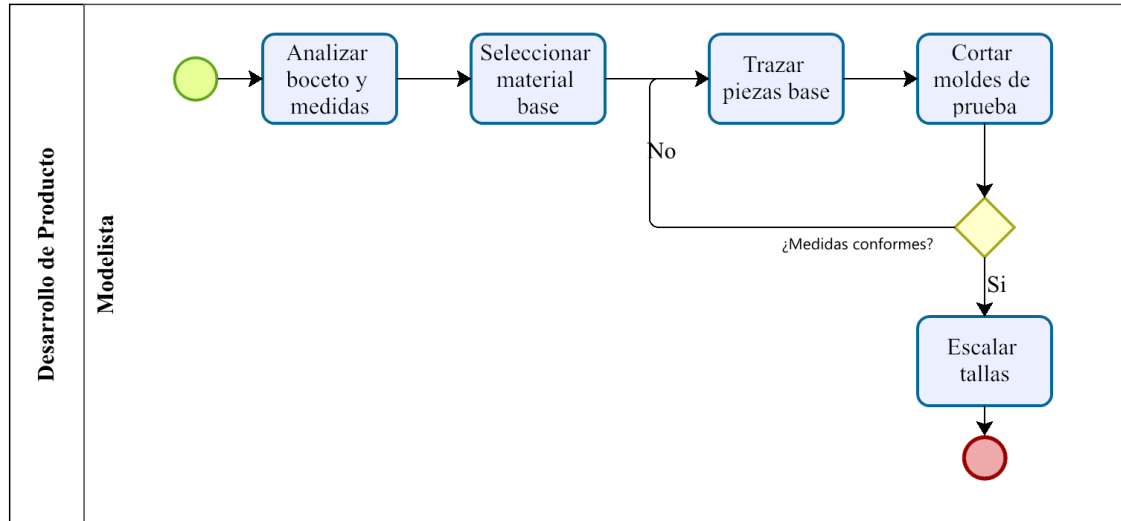 Desarrollo de Producto
Modelista
Analizar
boceto y
medidas
Seleccionar
material
base
Trazar
piezas base
Cortar
moldes de
prueba
No
¿Medidas conformes?
Si
Escalar
tallas